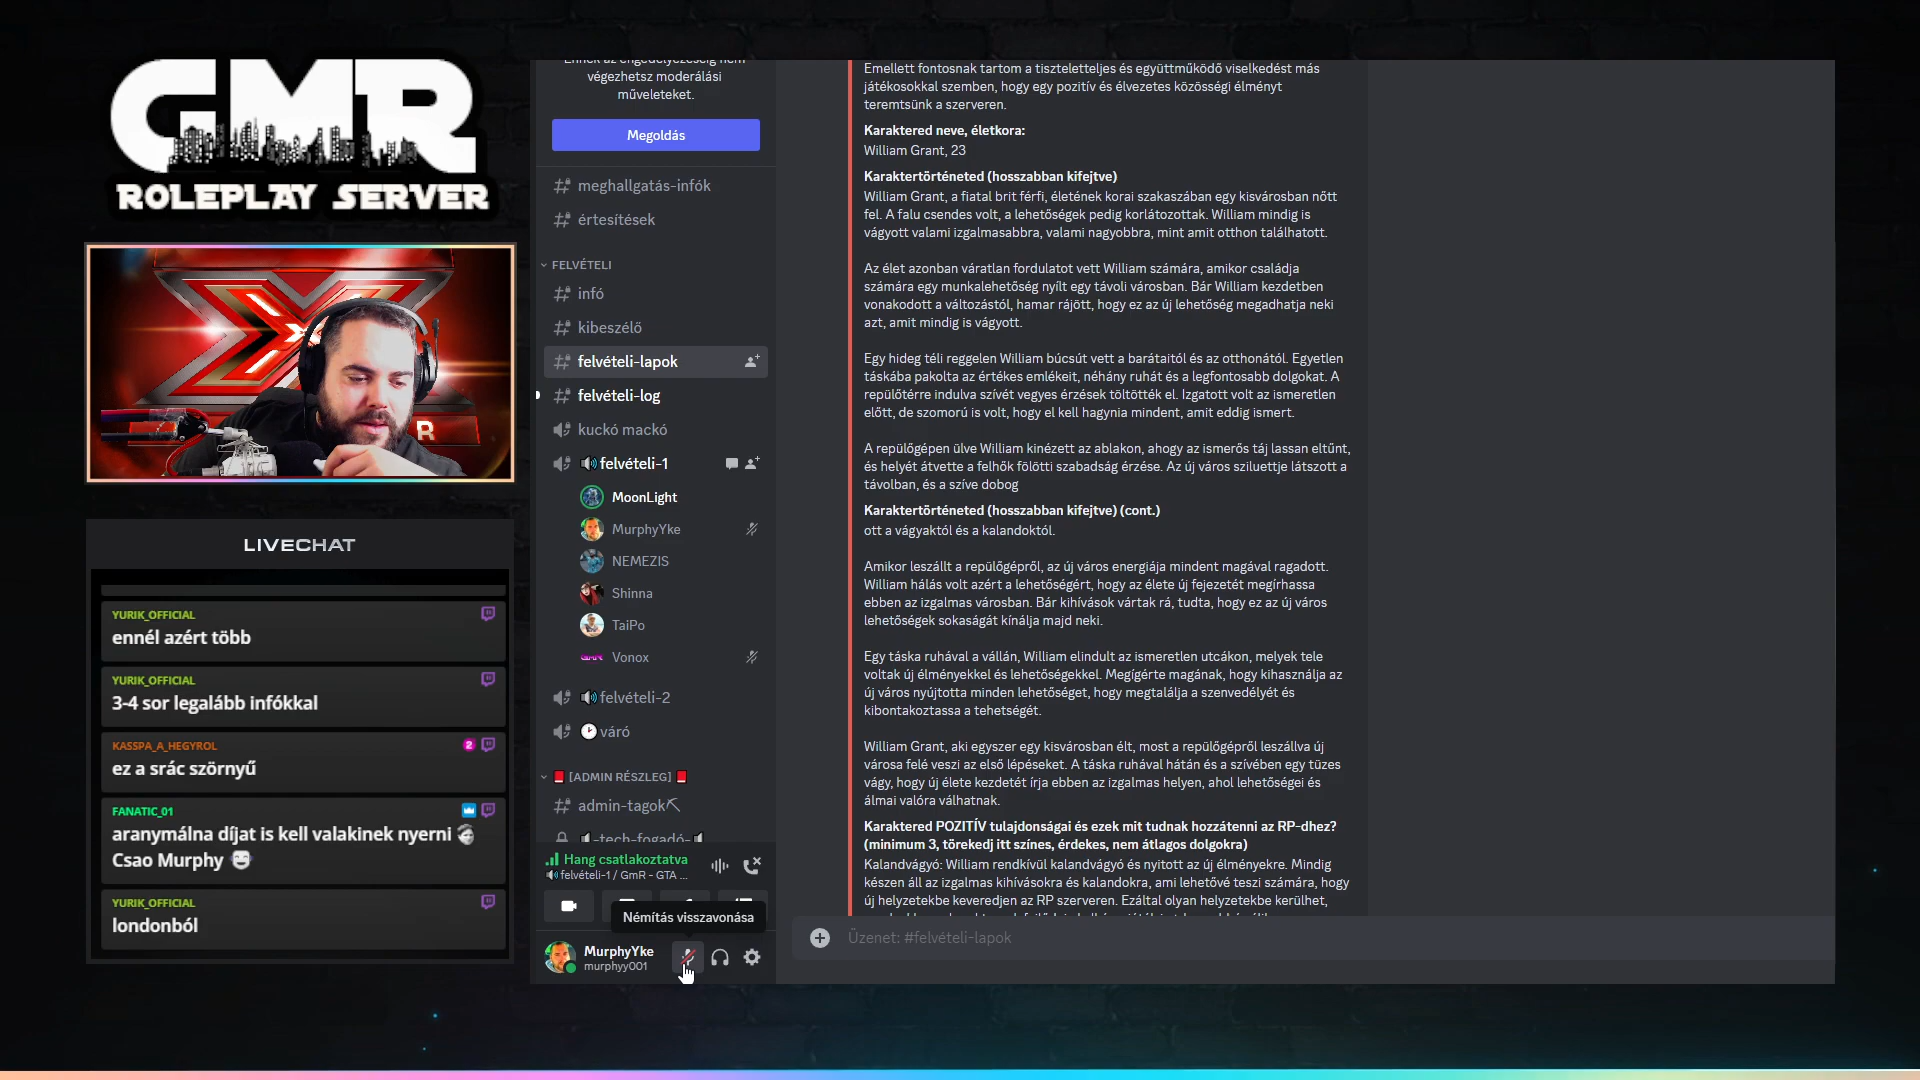 GMR
ROLEPLAY SERVER
R
LIVECHAT
YURIK_OFFICIAL
ennél azért több
YURIK_OFFICIAL
3-4 sor legalább infókkal
KASSPA_A_HEGYROL
2
ez a srác szörnyű
FANATIC_01
aranymálna díjat is kell valakinek nyerni
Csao Murphy
YURIK_OFFICIAL
londonból
végezhetsz moderálási
műveleteket.
Megoldás
meghallgatás-infók
értesítések
FELVÉTELI
infó
kibeszélő
felvételi-lapok
felvételi-log
kuckó mackó
felvételi-1
MoonLight
MurphyYke
NEMEZIS
Shinna
TaiPo
GMR
Vonox
felvételi-2
váró
[ADMIN RÉSZLEG]
admin-tagok
-tech-fogadó-
Hang csatlakoztatva
felvételi-1 / GmR - GTA ...
Némítás visszavonása
MurphyYke
murphyy001
Emellett fontosnak tartom a tiszteletteljes és együttműködő viselkedést más
játékosokkal szemben, hogy egy pozitív és élvezetes közösségi élményt
teremtsünk a szerveren.
Karaktered neve, életkora:
William Grant, 23
Karaktertörténeted (hosszabban kifejtve)
William Grant, a fiatal brit férfi, életének korai szakaszában egy kisvárosban nőtt
fel. A falu csendes volt, a lehetőségek pedig korlátozottak. William mindig is
vágyott valami izgalmasabbra, valami nagyobbra, mint amit otthon találhatott.
Az élet azonban váratlan fordulatot vett William számára, amikor családja
számára egy munkalehetőség nyílt egy távoli városban. Bár William kezdetben
vonakodott a változástól, hamar rájött, hogy ez az új lehetőség megadhatja neki
azt, amit mindig is vágyott.
Egy hideg téli reggelen William búcsút vett a barátaitól és az otthonától. Egyetlen
táskába pakolta az értékes emlékeit, néhány ruhát és a legfontosabb dolgokat. A
repülőtérre indulva szívét vegyes érzések töltötték el. Izgatott volt az ismeretlen
előtt, de szomorú is volt, hogy el kell hagynia mindent, amit eddig ismert.
A repülőgépen ülve William kinézett az ablakon, ahogy az ismerős táj lassan eltűnt,
és helyét átvette a felhők fölötti szabadság érzése. Az új város sziluettje látszott a
távolban, és a szíve dobog
Karaktertörténeted (hosszabban kifejtve) (cont.)
ott a vágyaktól és a kalandoktól.
Amikor leszállt a repülőgépről, az új város energiája mindent magával ragadott.
William hálás volt azért a lehetőségért, hogy az élete új fejezetét megírhassa
ebben az izgalmas városban. Bár kihívások vártak rá, tudta, hogy ez az új város
lehetőségek sokaságát kínálja majd neki.
Egy táska ruhával a vállán, William elindult az ismeretlen utcákon, melyek tele
voltak új élményekkel és lehetőségekkel. Megígérte magának, hogy kihasználja az
új város nyújtotta minden lehetőséget, hogy megtalálja a szenvedélyét és
kibontakoztassa a tehetségét.
William Grant, aki egyszer egy kisvárosban élt, most a repülőgépről leszállva új
városa felé veszi az első lépéseket. A táska ruhával hátán és a szívében egy tüzes
vágy, hogy új élete kezdetét írja ebben az izgalmas helyen, ahol lehetőségei és
álmai valóra válhatnak.
Karaktered POZITÍV tulajdonságai és ezek mit tudnak hozzátenni az RP-dhez?
(minimum 3, törekedj itt színes, érdekes, nem átlagos dolgokra)
Kalandvágyó: William rendkívül kalandvágyó és nyitott az új élményekre. Mindig
készen áll az izgalmas kihívásokra és kalandokra, ami lehetővé teszi számára, hogy
új helyzetekbe keveredjen az RP szerveren. Ezáltal olyan helyzetekbe kerülhet,
Üzenet: #felvételi-lapok